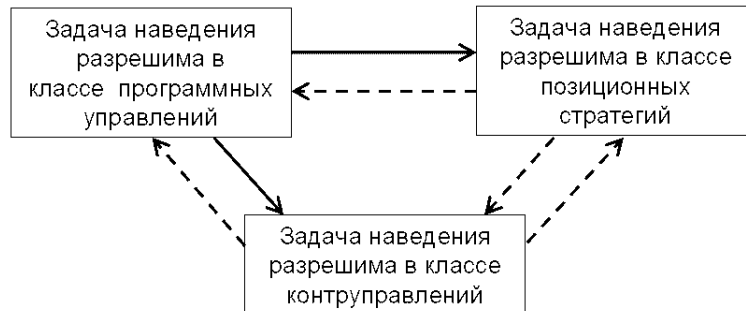 Задача наведения
разрешима в
классе программных
управлений
Задача наведения
разрешима в классе
позиционных
стратегий
Задача наведения
разрешима в классе
контруправлений